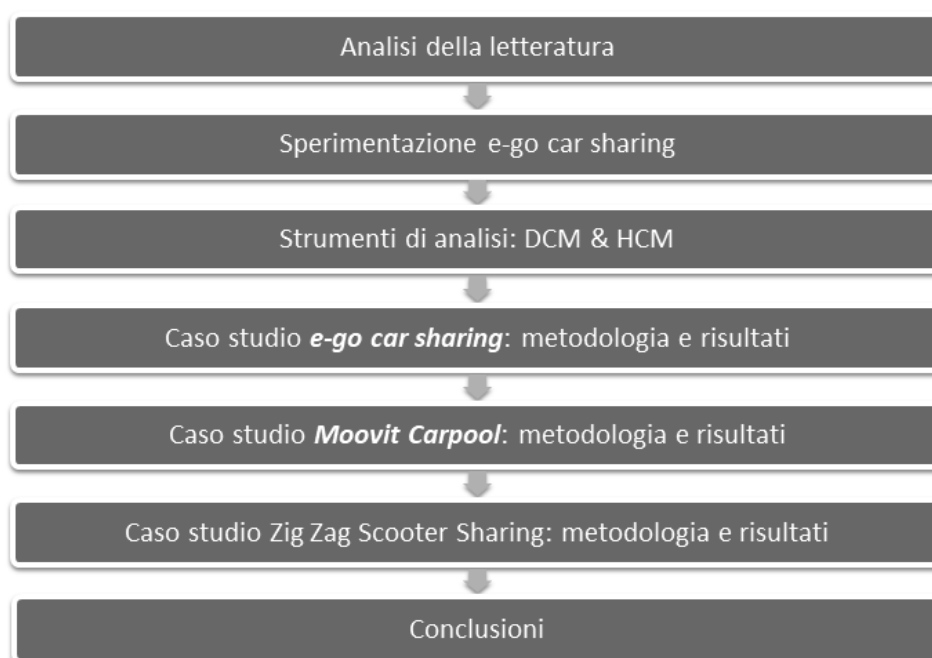 Analisi della letteratura
Sperimentazione e-go car sharing
Strumenti di analisi: DCM & HCM
Caso studio e-go car sharing: metodologia e risultati
Caso studio Moovit Carpool: metodologia e risultati
Caso studio Zig Zag Scooter Sharing: metodologia e risultati
Conclusioni